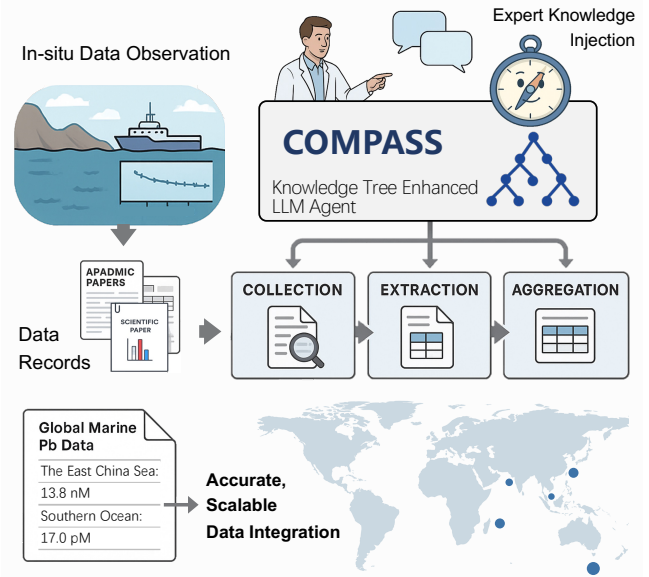 Expert Knowledge
Injection
In-situ Data Observation
COMPASS
Knowledge Tree Enhanced
LLM Agent
APADMIC
PAPERS
SCIENTIFIC
PAPER
Data
Records
COLLECTION
EXTRACTION
AGGREGATION
Global Marine
Pb Data
The East China Sea:
13.8 nM
Southern Ocean:
17.0 pM
Accurate,
Scalable
Data Integration